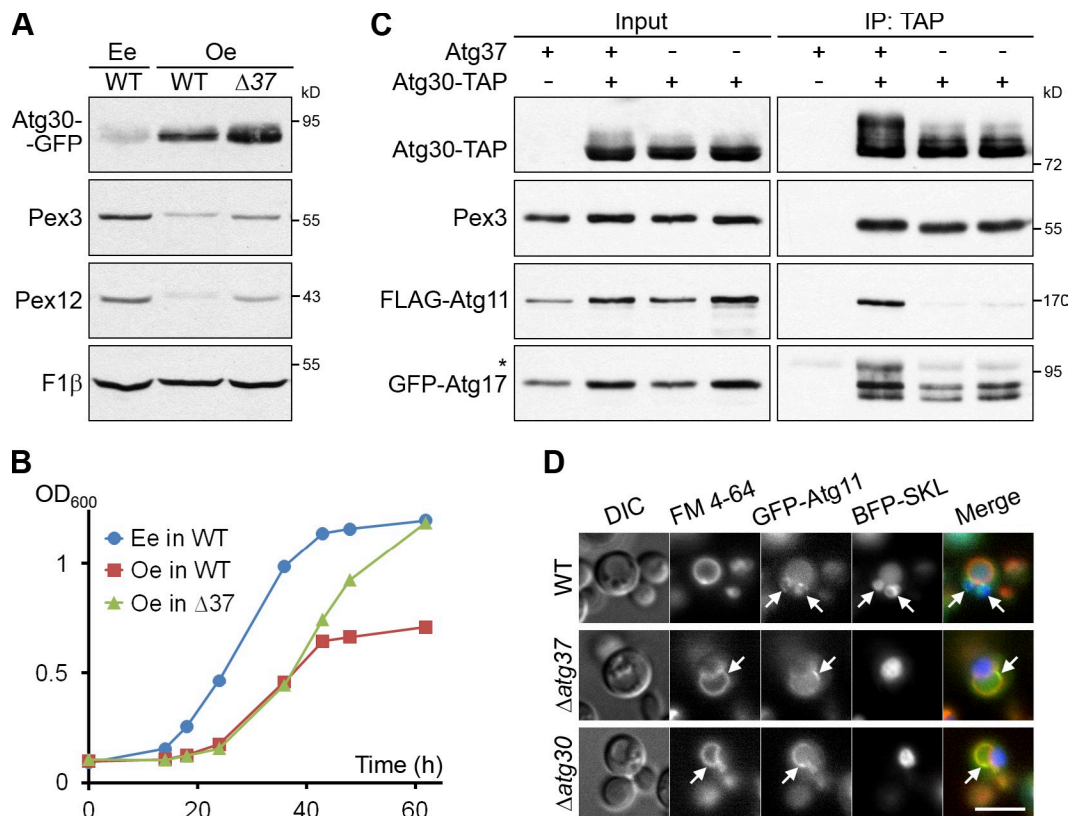 A
Ee Oe
WT WT Δ37 kD
Atg30-
-GFP
95
Pex3
55
Pex12
43
F1β
55
C
Input IP: TAP
Atg37 + + - - + + - -
Atg30-TAP - + + + - + + +
kD
Atg30-TAP
72
Pex3
55
FLAG-Atg11
170
*
GFP-Atg17
95
B
OD600
Ee in WT
Oe in WT
Oe in Δ37
1
0.5
0
Time (h)
0 20 40 60
D
DIC FM 4-64 GFP-Atg11 BFP-SKL Merge
WT
Δatg37
Δatg30